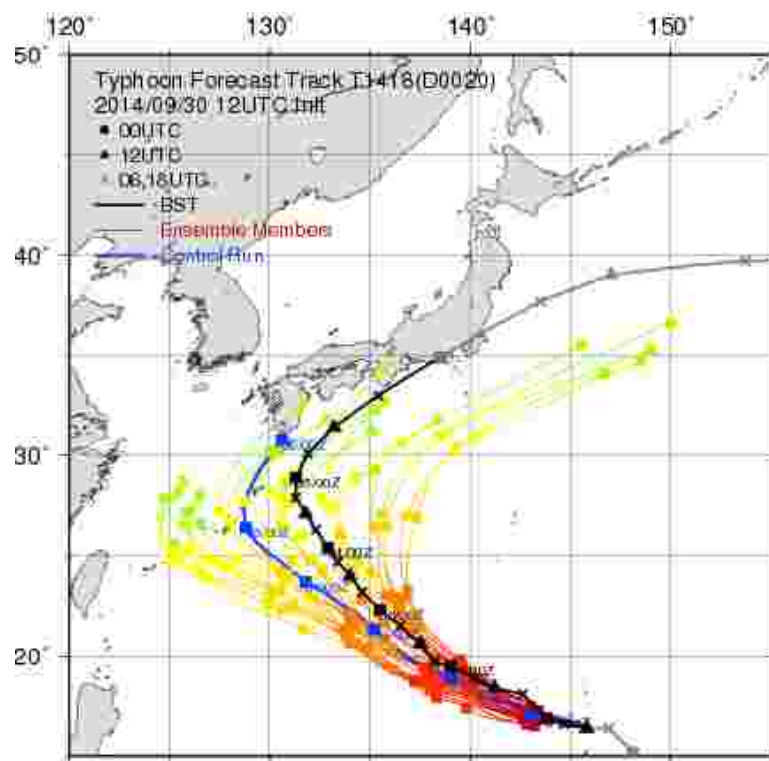 120° 130° 140° 150°
50°
Typhoon Forecast Track T1418(D0020)
2014/09/30 12UTC Init
00UTC
12UTC
06,18UTC
BST
Ensemble Members
Control Run
40°
30°
20°